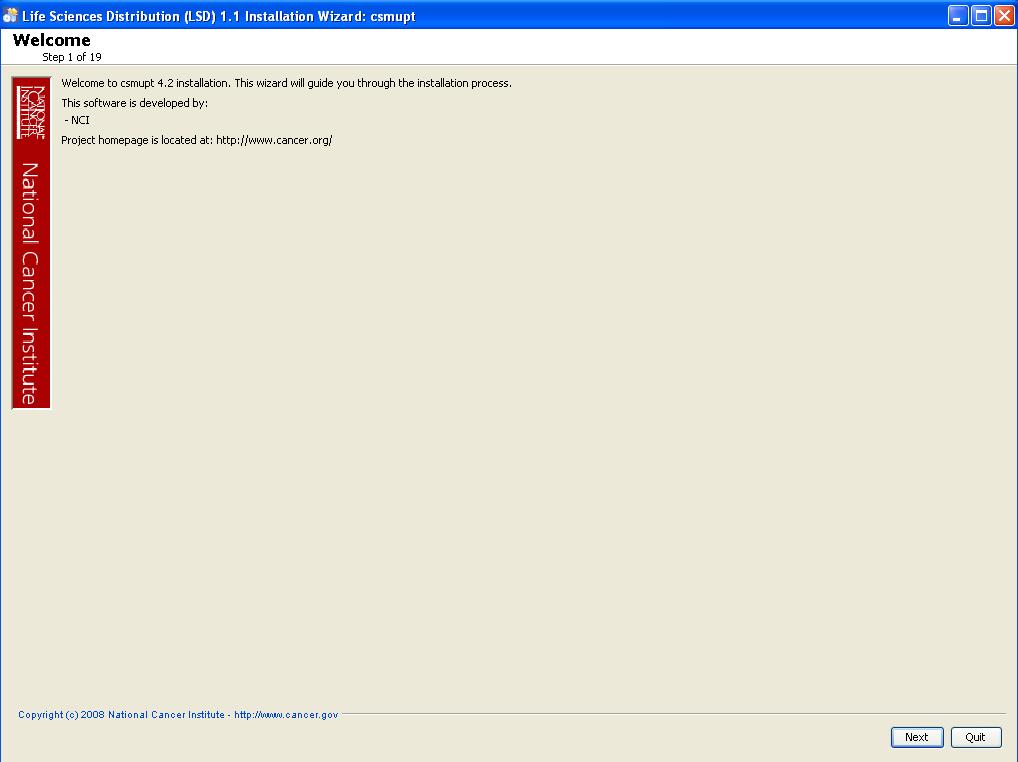 Life Sciences Distribution (LSD) 1.1 Installation Wizard: csmupt
Welcome
Step 1 of 19
Welcome to csmupt 4.2 installation. This wizard will guide you through the installation process.
This software is developed by:
- NCI
Project homepage is located at: http://www.cancer.org/
NATIONAL
CANCER
INSTITUTE
National Cancer Institute
Copyright (c) 2008 National Cancer Institute - http://www.cancer.gov
Next
Quit